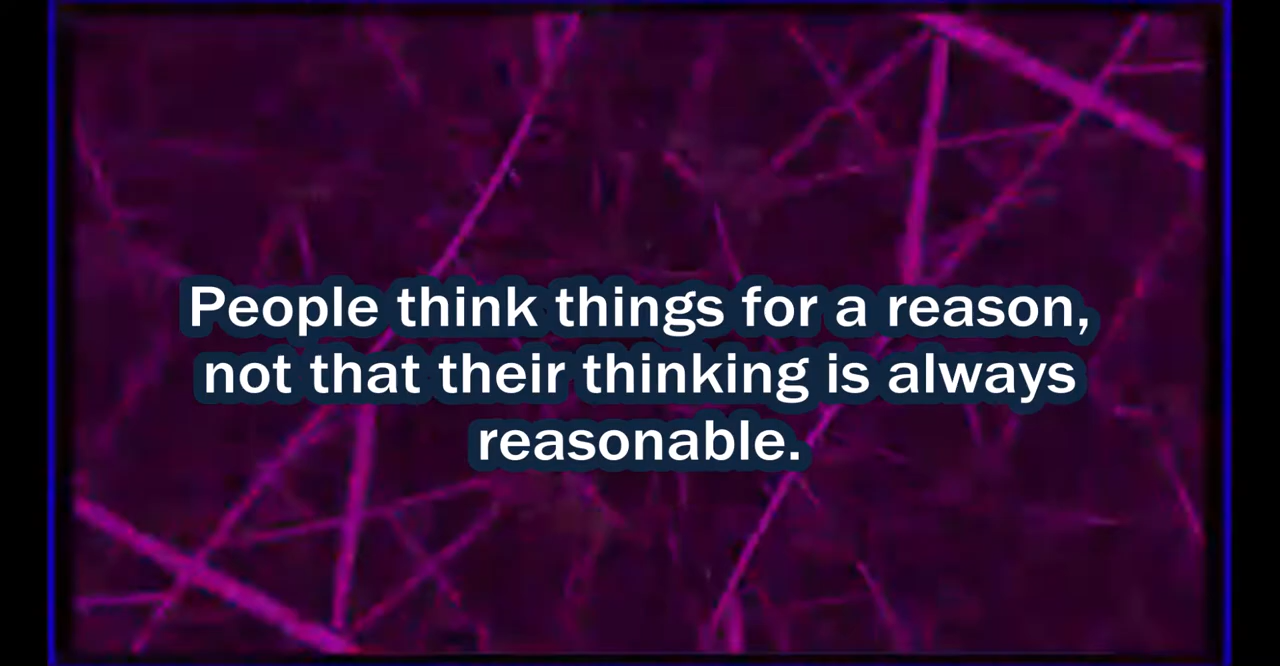 People think things for a reason,
not that their thinking is always
reasonable.